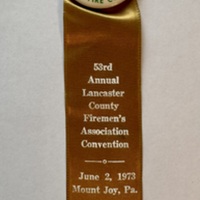 53rd
Annual
Lancaster
County
Firemen's
Association
Convention
June 2, 1973
Mount Joy, Pa.